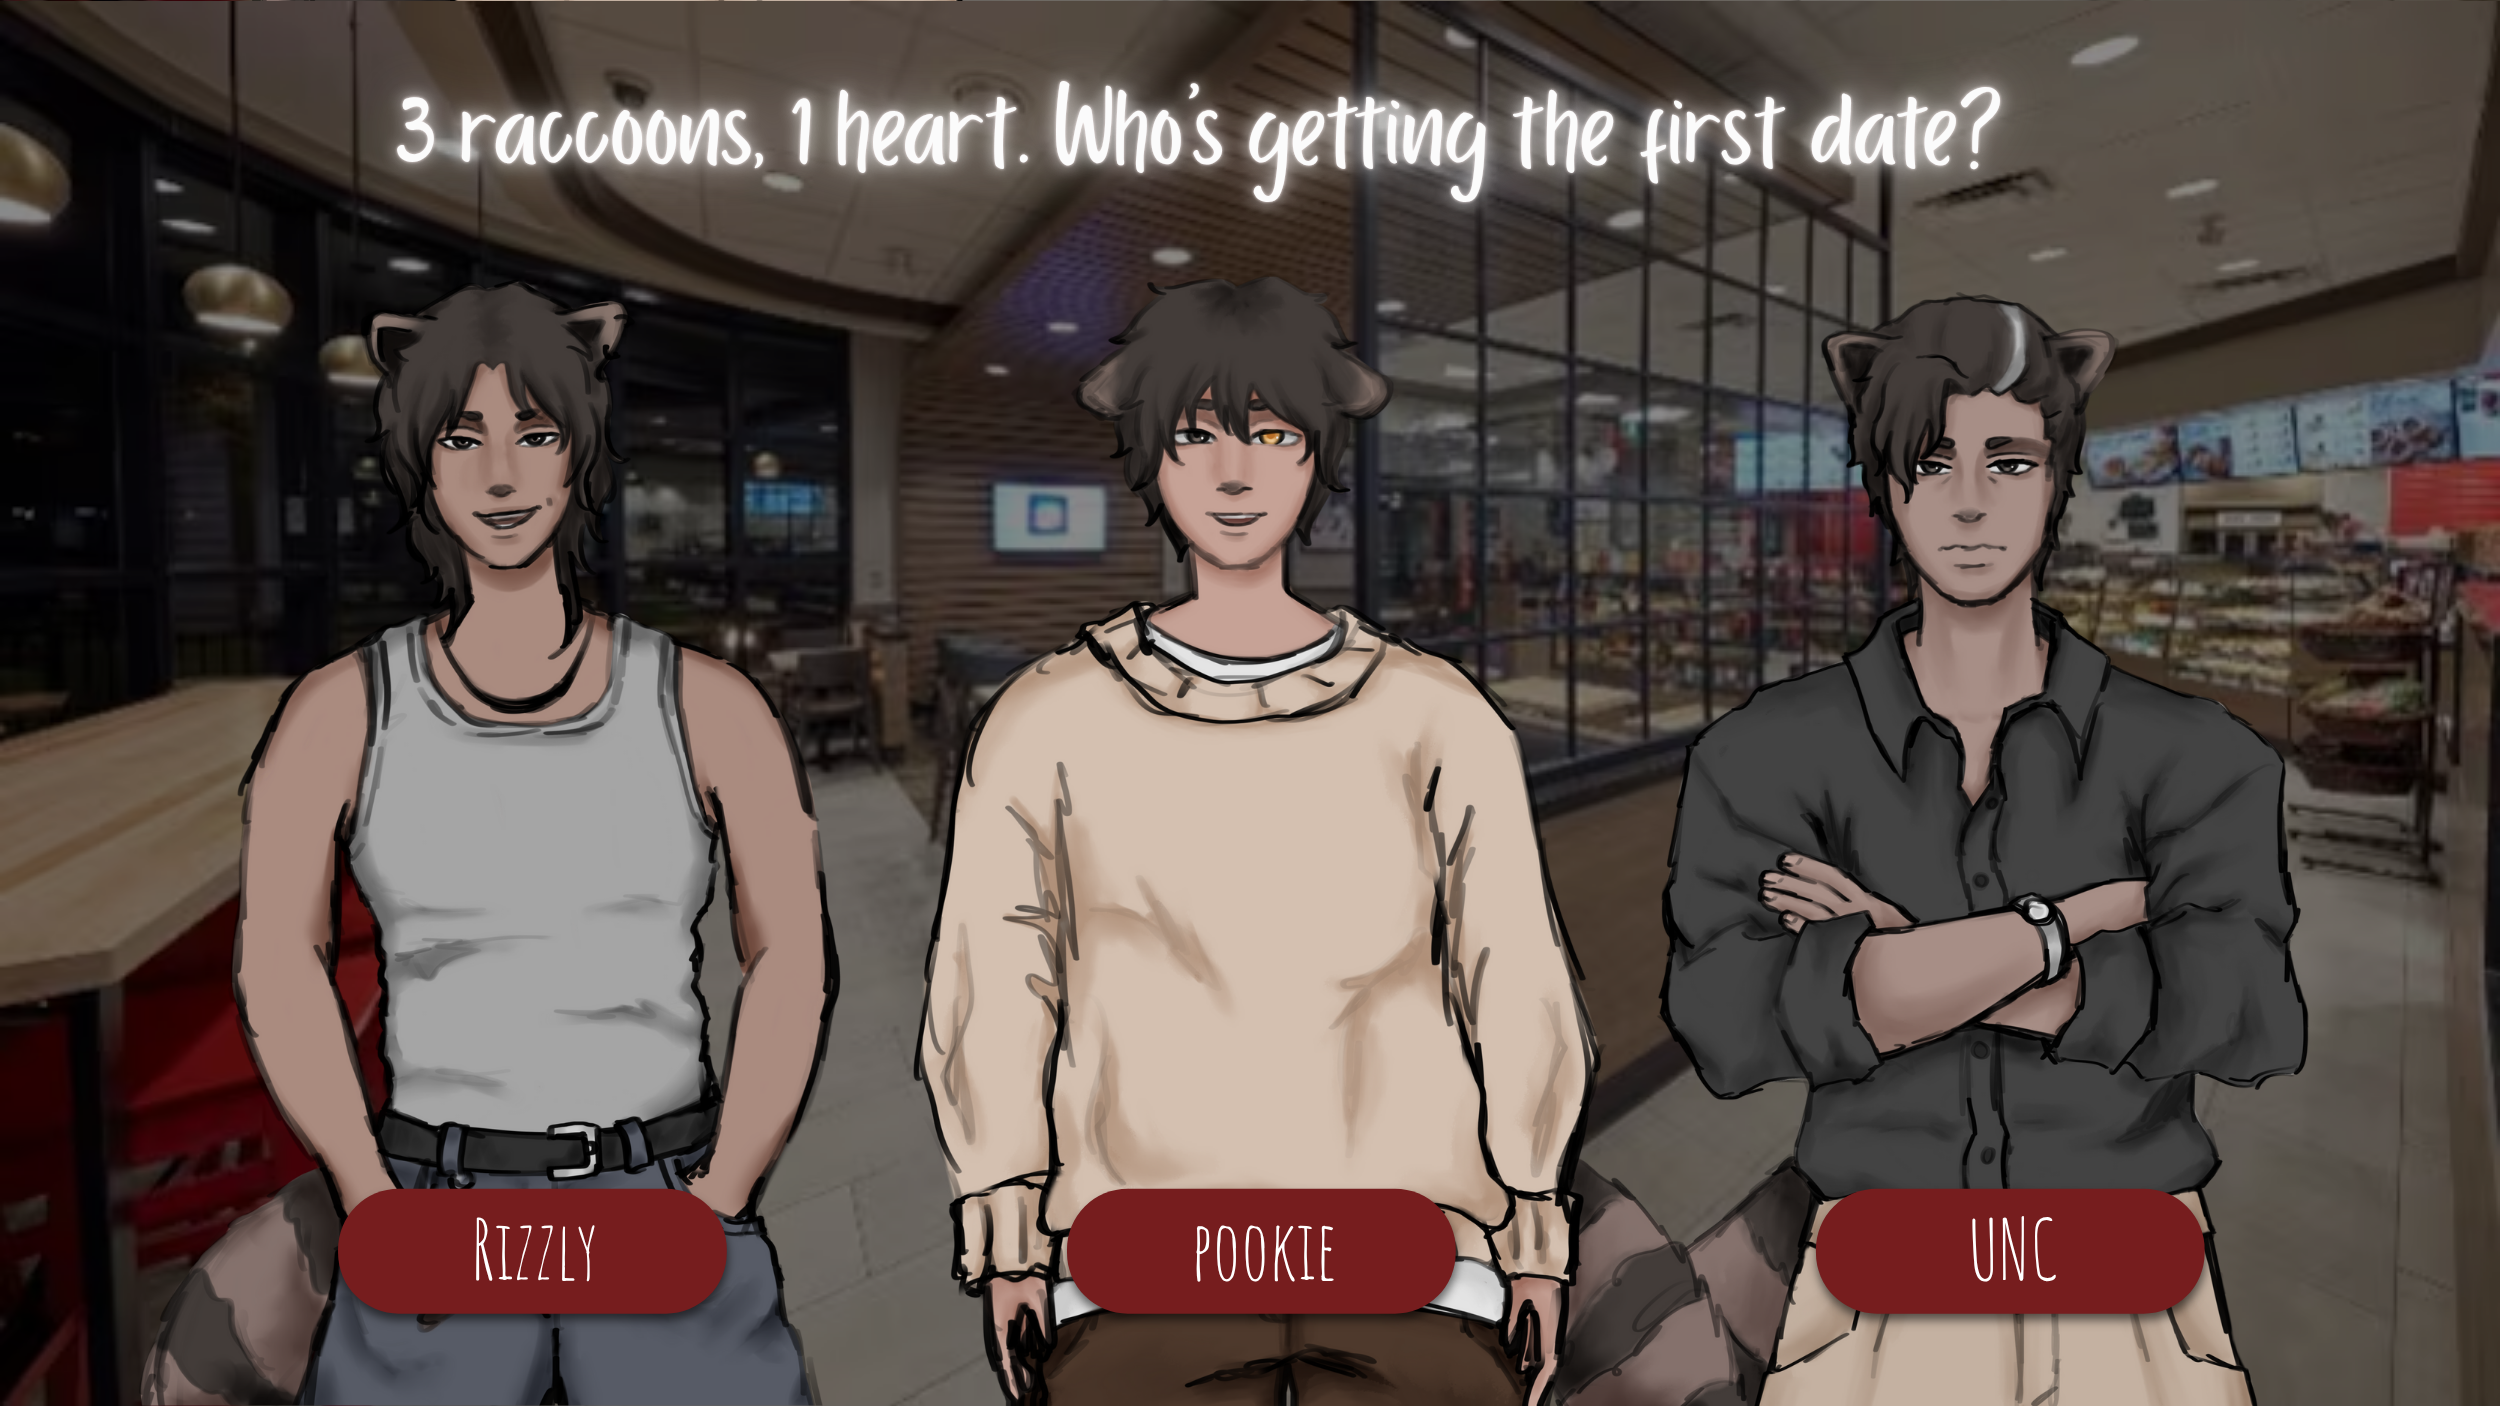 3 raccoons, 1 heart. Who's getting the first date?
Rizzly
POOKIE
UNC